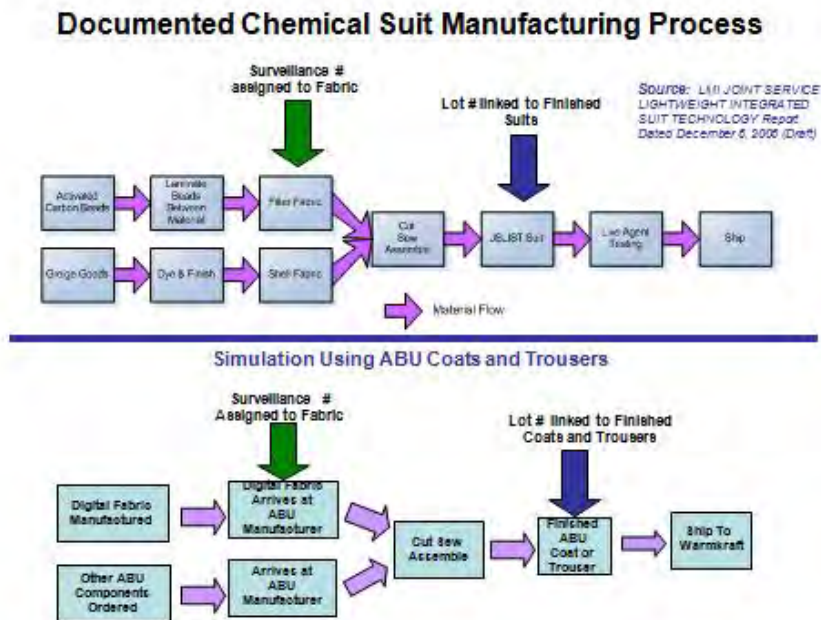 Documented Chemical Suit Manufacturing Process
Surveillance #
assigned to Fabric
Lot # linked to Finished
Suits
Source: LMI JOINT SERVICE
LIGHTWEIGHT INTEGRATED
SUIT TECHNOLOGY Report
Dated December 6, 2006 (Draft)
Activated
Carbon Beads
Laminate
Beads
Between
Material
Filter Fabric
Cut
Sew
Assemble
JSLIST Suit
Live Agent
Testing
Ship
Greige Goods
Dye & Finish
Shell Fabric
Material Flow
Simulation Using ABU Coats and Trousers
Surveillance #
Assigned to Fabric
Lot # linked to Finished
Coats and Trousers
Digital Fabric
Manufactured
Digital Fabric
Arrives at
ABU
Manufacturer
Cut Sew
Assemble
Finished
ABU
Coat or
Trouser
Ship To
Warmkraft
Other ABU
Components
Ordered
Arrives at
ABU
Manufacturer